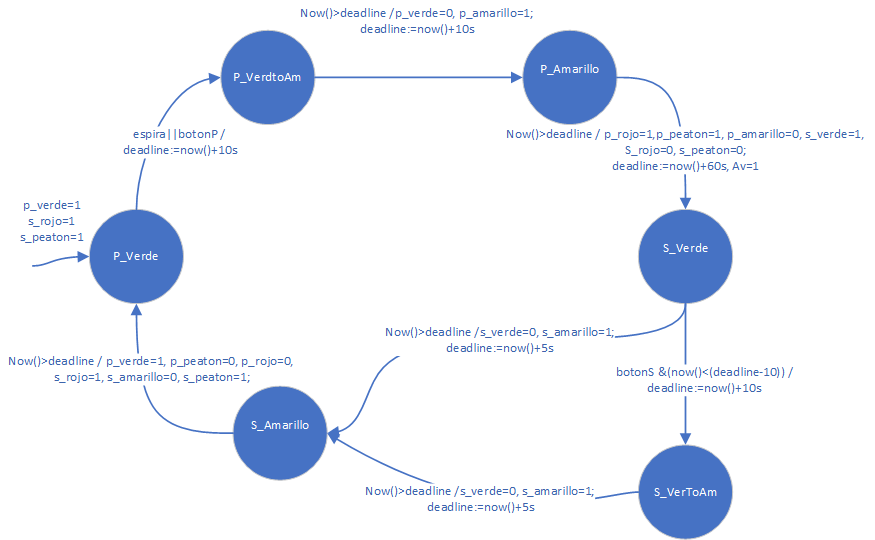 Now()>deadline /p_verde=0, p_amarillo=1;
deadline:=now()+10s
P_VerdtoAm
P_Amarillo
espira||botonP /
deadline:=now()+10s
Now()>deadline / p_rojo=1,p_peaton=1, p_amarillo=0, s_verde=1,
S_rojo=0, s_peaton=0;
deadline:=now()+60s, Av=1
p_verde=1
s_rojo=1
s_peaton=1
P_Verde
S_Verde
Now()>deadline /s_verde=0, s_amarillo=1;
deadline:=now()+5s
Now()>deadline / p_verde=1, p_peaton=0, p_rojo=0,
s_rojo=1, s_amarillo=0, s_peaton=1;
botonS &(now()<(deadline-10)) /
deadline:=now()+10s
S_Amarillo
Now()>deadline /s_verde=0, s_amarillo=1;
deadline:=now()+5s
S_VerToAm